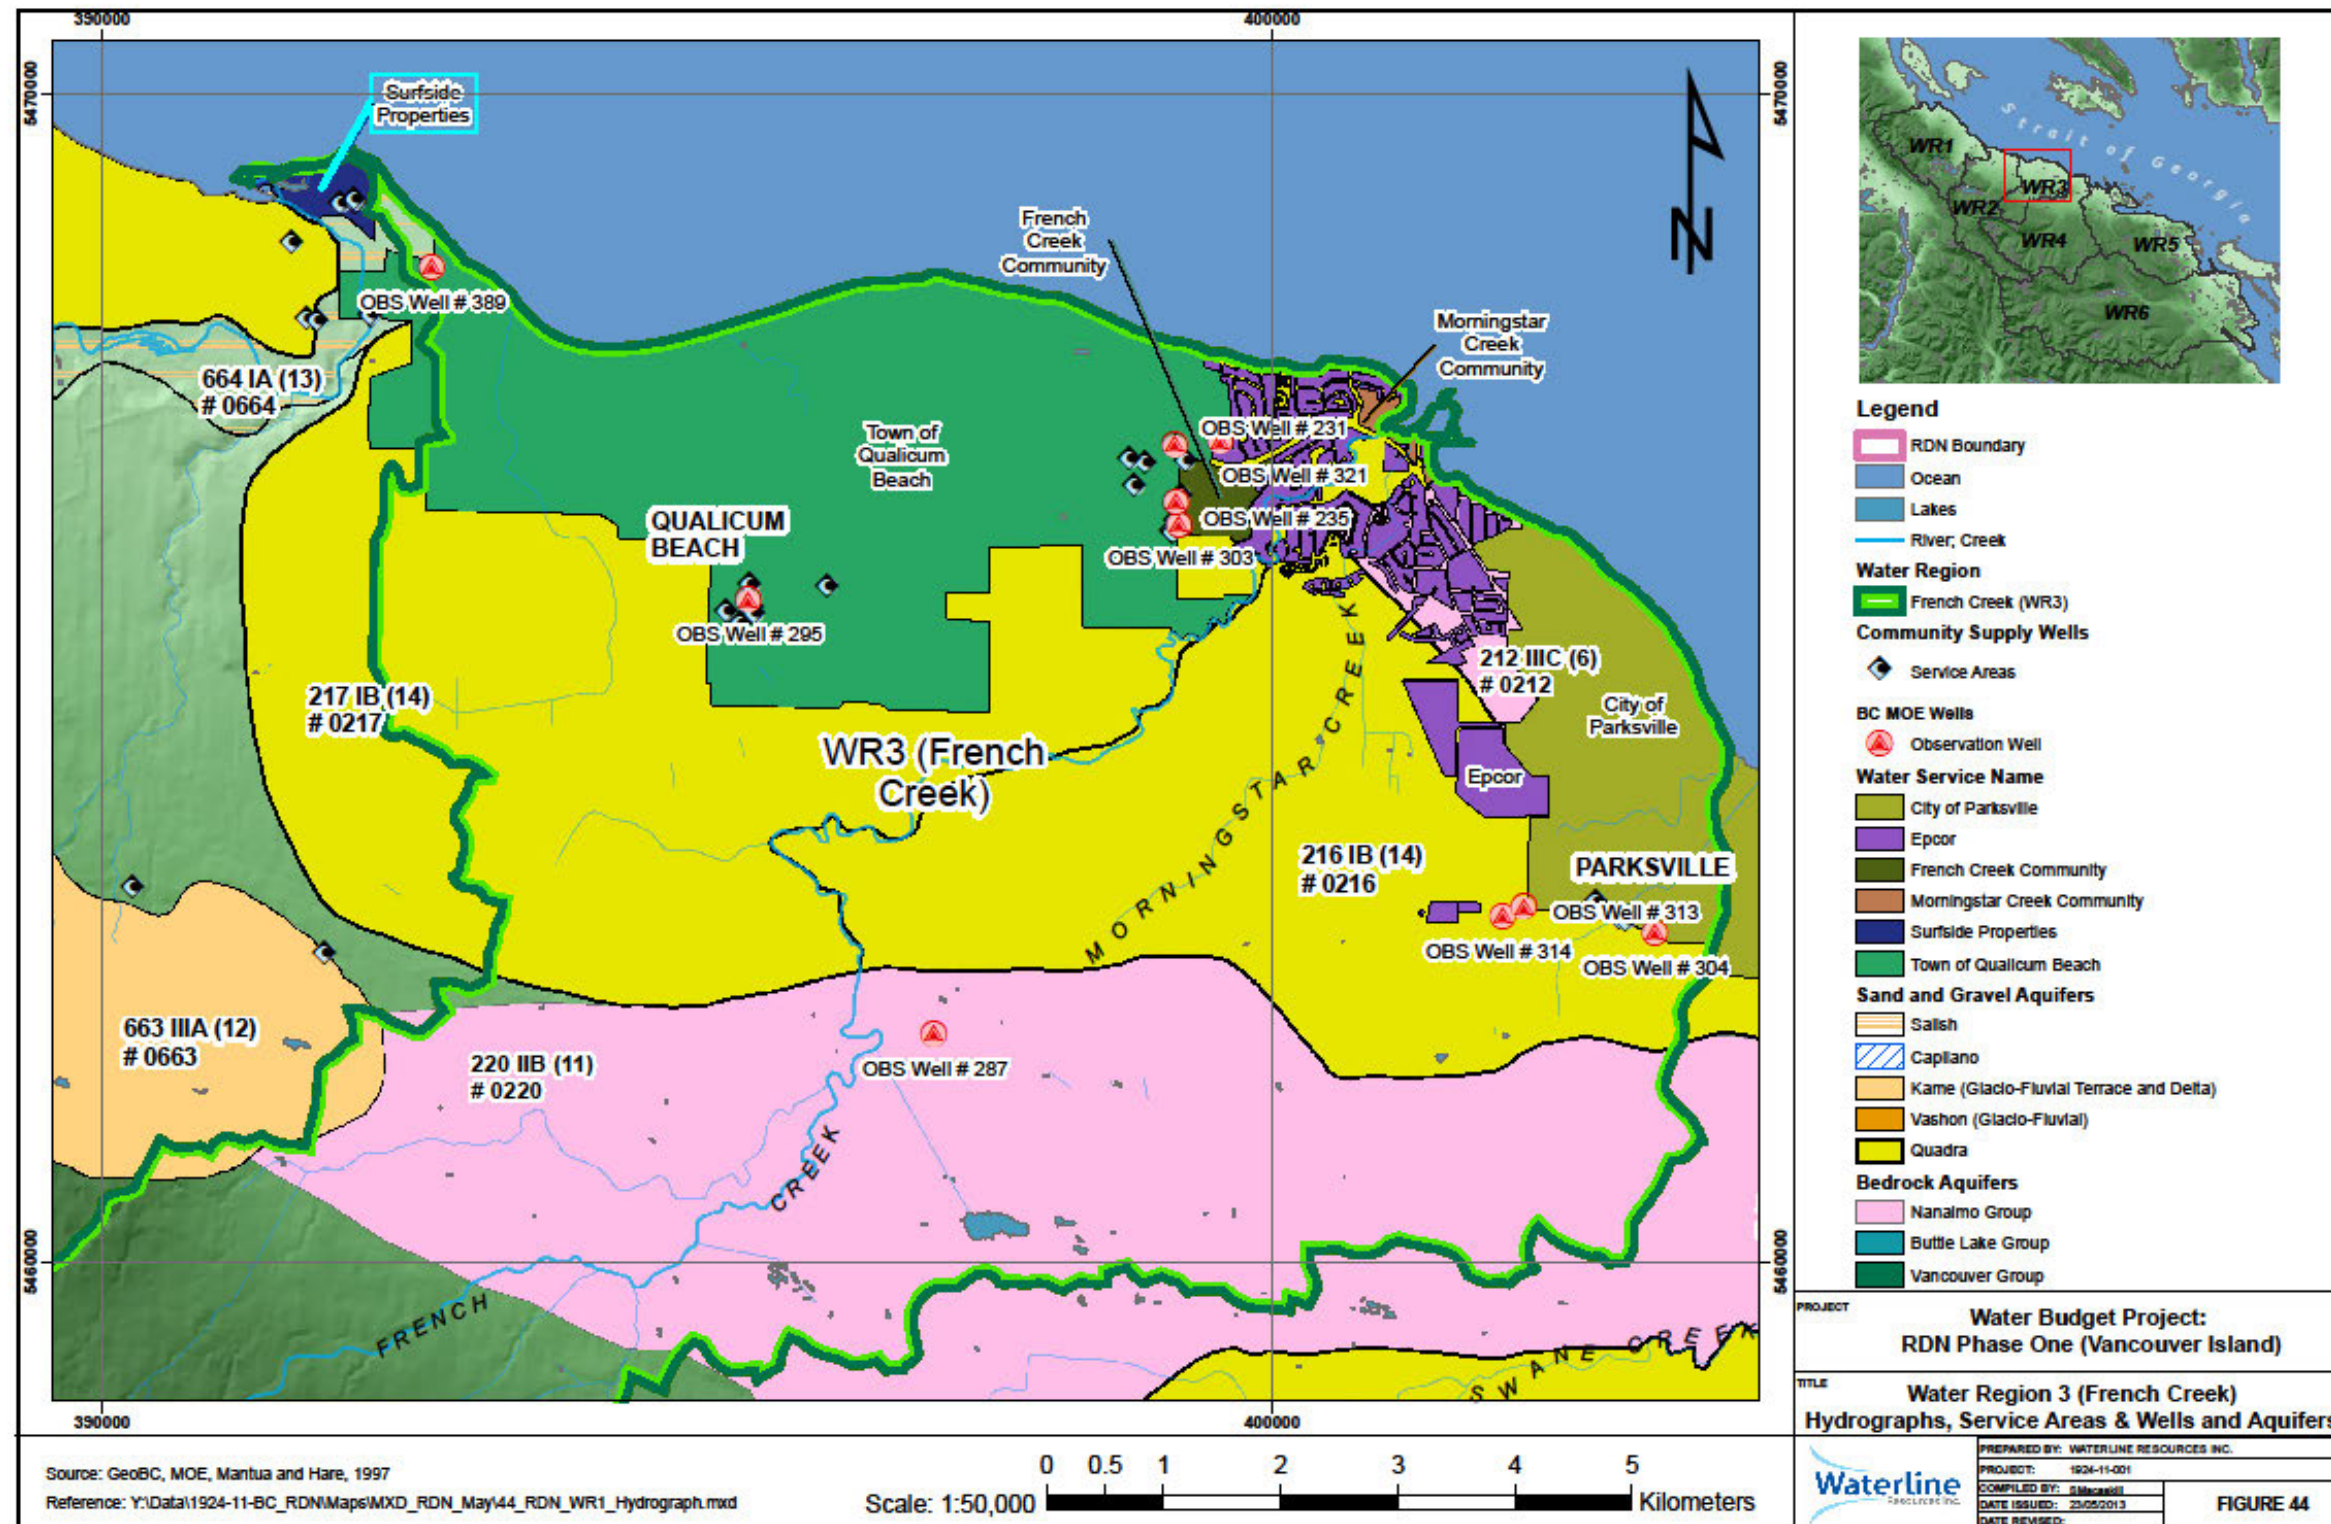 390000
400000
5470000
5470000
Surfside
Properties
French
Creek
Community
Morningstar
Creek
Community
OBS Well # 389
664 IA (13)
# 0664
Town of
Qualicum
Beach
OBS Well # 231
OBS Well # 321
OBS Well # 235
OBS Well # 303
QUALICUM
BEACH
OBS Well # 295
217 IB (14)
# 0217
212 IIIC (6)
# 0212
City of
Parksville
WR3 (French
Creek)
MORNINGSTAR CREEK
Epcor
216 IB (14)
# 0216
PARKSVILLE
OBS Well # 313
OBS Well # 314
OBS Well # 304
663 IIIA (12)
# 0663
220 IIB (11)
# 0220
OBS Well # 287
FRENCH CREEK
SWANE CREEK
5460000
5460000
390000
400000
N
Strait of Georgia
WR1
WR2
WR3
WR4
WR5
WR6
Legend
RDN Boundary
Ocean
Lakes
River; Creek
Water Region
French Creek (WR3)
Community Supply Wells
Service Areas
BC MOE Wells
Observation Well
Water Service Name
City of Parksville
Epcor
French Creek Community
Morningstar Creek Community
Surfside Properties
Town of Qualicum Beach
Sand and Gravel Aquifers
Salish
Capilano
Kame (Glacio-Fluvial Terrace and Delta)
Vashon (Glacio-Fluvial)
Quadra
Bedrock Aquifers
Nanaimo Group
Buttle Lake Group
Vancouver Group
PROJECT
Water Budget Project:
RDN Phase One (Vancouver Island)
TITLE
Water Region 3 (French Creek)
Hydrographs, Service Areas & Wells and Aquifers
Waterline
Resources Inc.
PREPARED BY: WATERLINE RESOURCES INC.
PROJECT: 1924-11-001
COMPILED BY: SMacaskill
DATE ISSUED: 23/05/2013
DATE REVISED:
FIGURE 44
Source: GeoBC, MOE, Mantua and Hare, 1997
Reference: Y:\Data\1924-11-BC_RDN\Maps\MXD_RDN_May\44_RDN_WR1_Hydrograph.mxd
Scale: 1:50,000
0 0.5 1 2 3 4 5
Kilometers